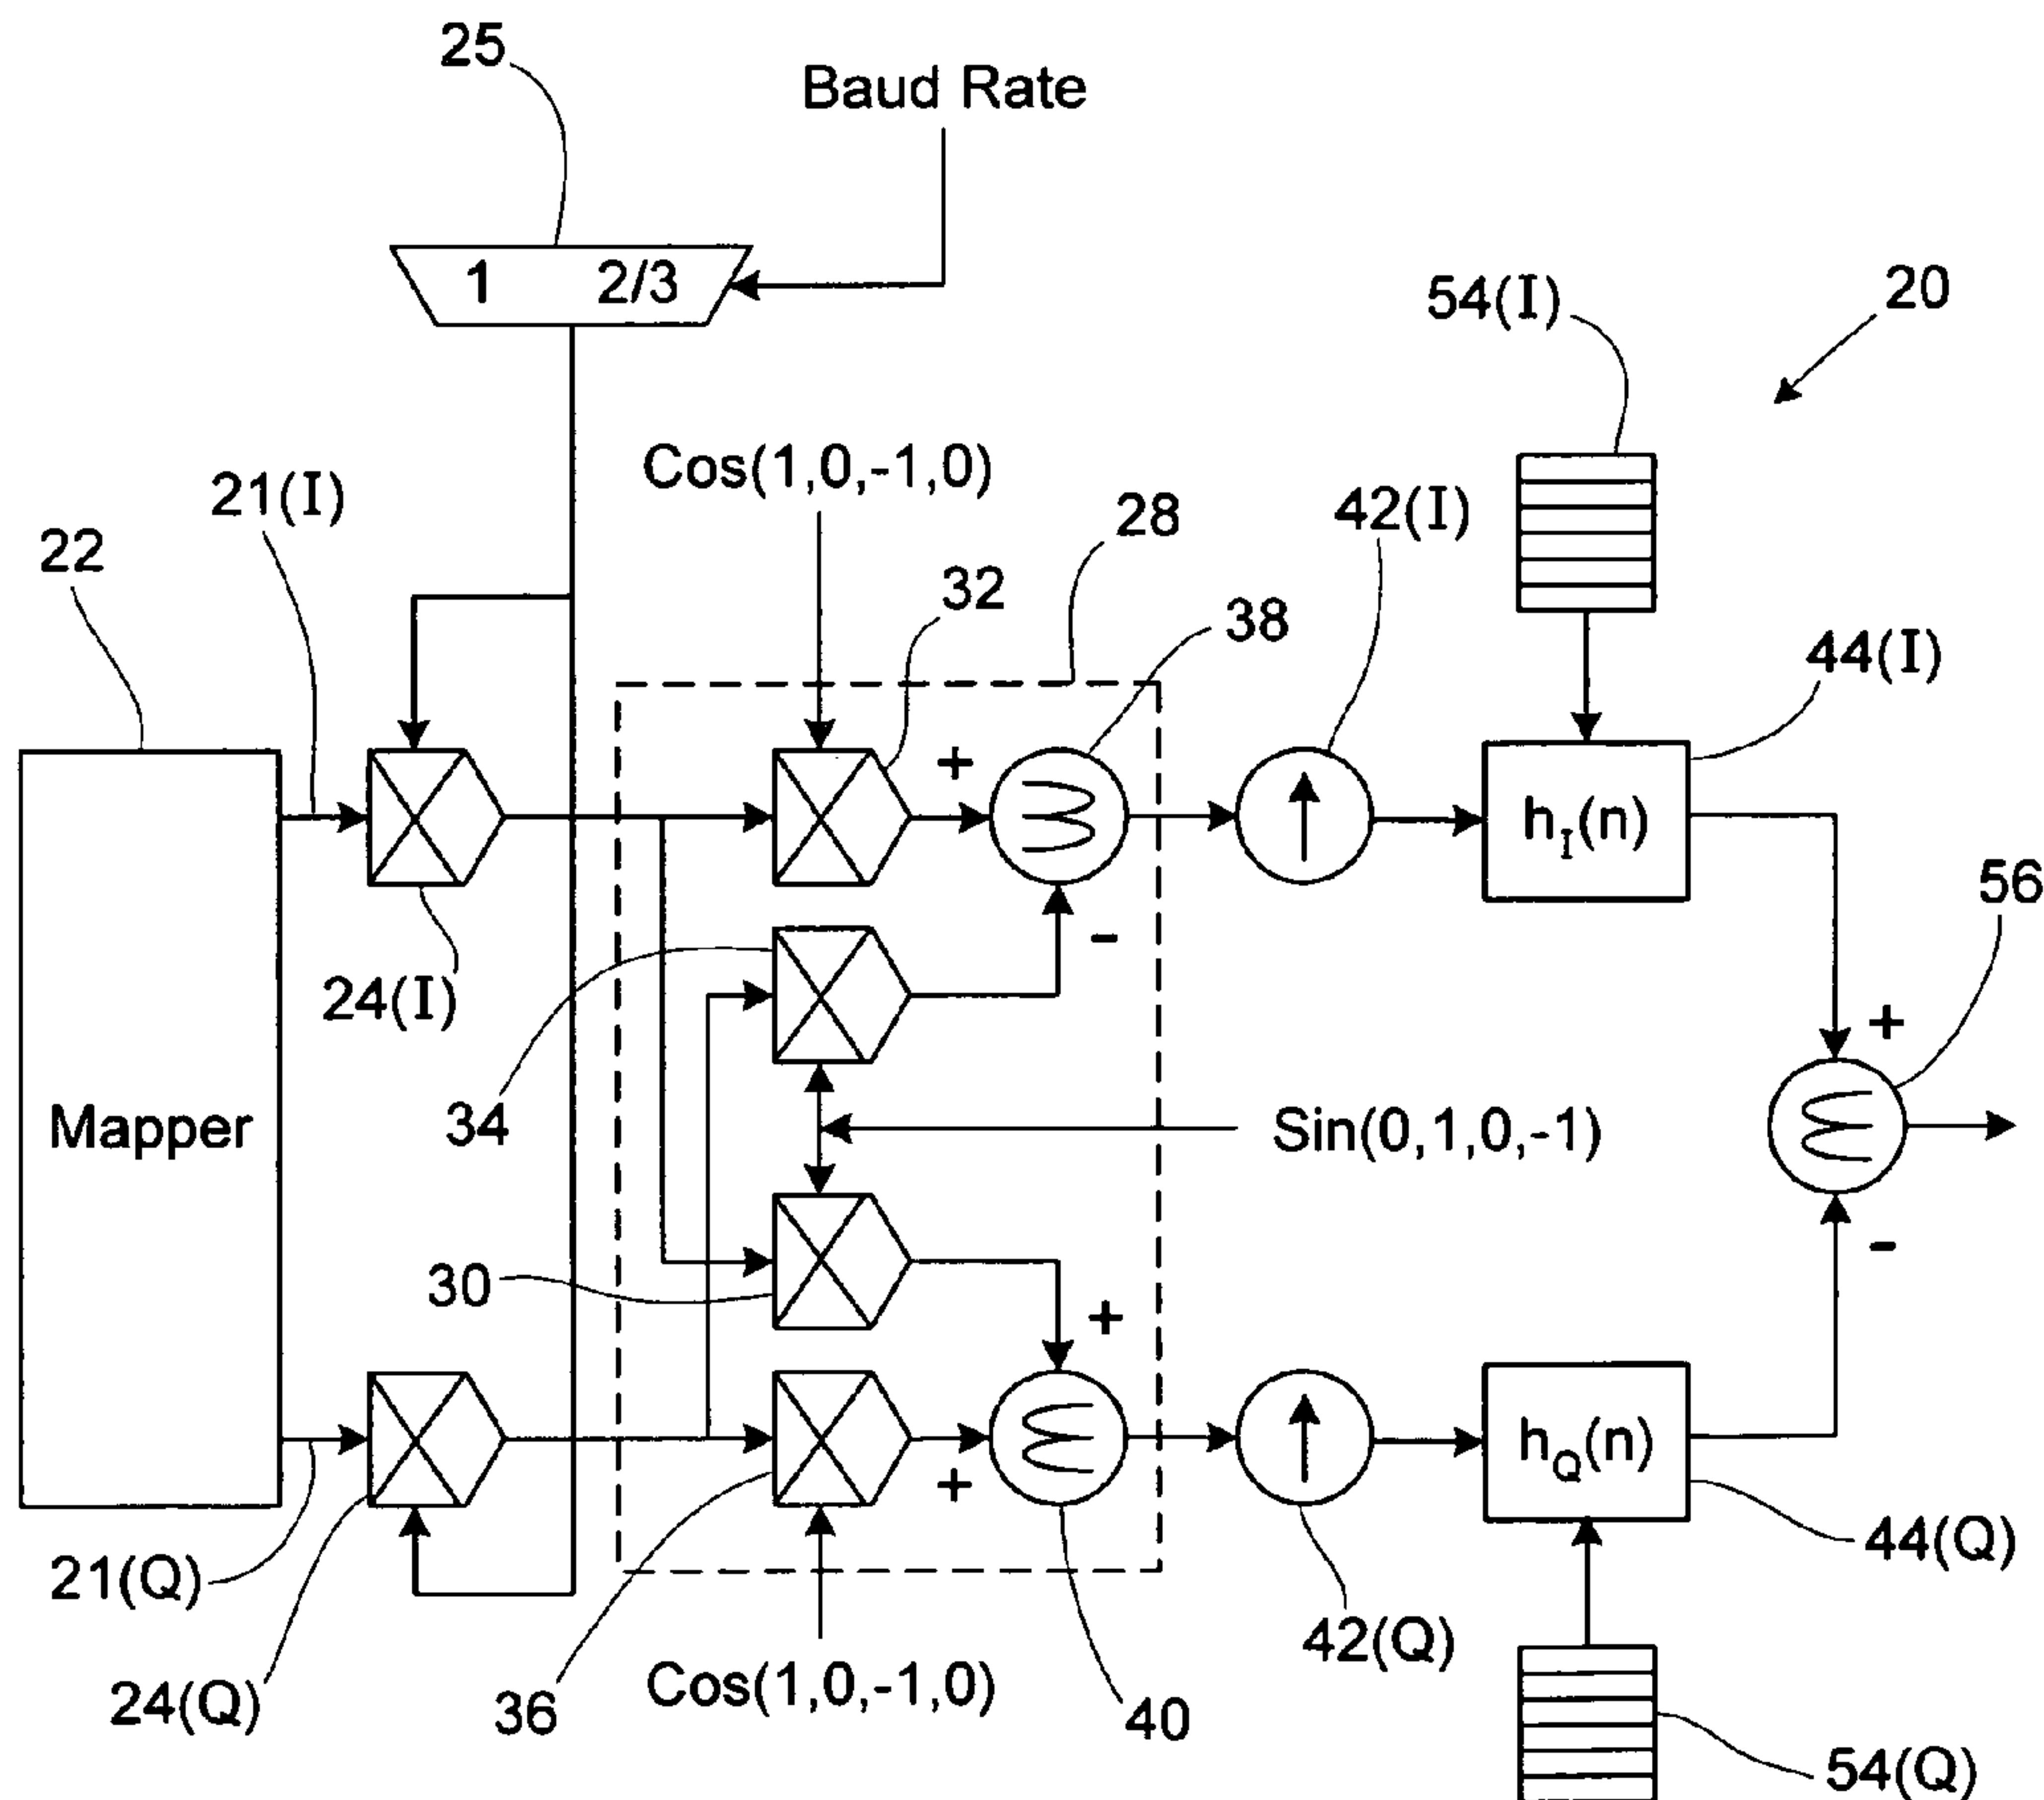 25
Baud Rate
1 2/3
54(I)
20
Cos(1,0,-1,0)
21(I)
28
42(I)
22
32
38
44(I)
+
hI(n)
56
24(I)
-
+
34
Mapper
Sin(0,1,0,-1)
30
-
+
hQ(n)
+
21(Q)
44(Q)
42(Q)
24(Q)
36
Cos(1,0,-1,0)
40
54(Q)